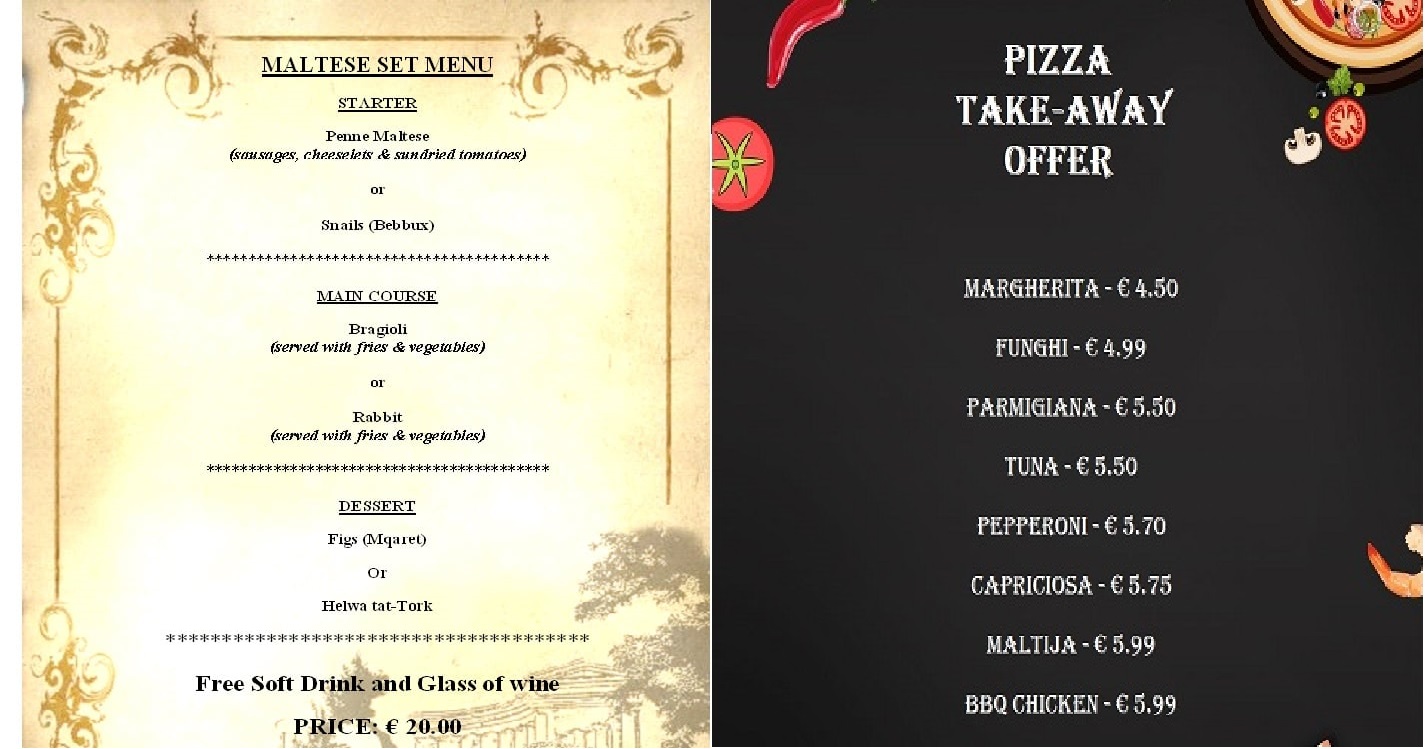 MALTESE SET MENU
STARTER
Penne Maltese
(sausages, cheeselets & sundried tomatoes)
or
Snails (Bebbux)
*****************************************
MAIN COURSE
Bragioli
(served with fries & vegetables)
or
Rabbit
(served with fries & vegetables)
*****************************************
DESSERT
Figs (Mqaret)
Or
Helwa tat-Tork
***************************************
Free Soft Drink and Glass of wine
PRICE: € 20.00
PIZZA
TAKE-AWAY
OFFER
MARGHERITA - € 4.50
FUNGHI - € 4.99
PARMIGIANA - € 5.50
TUNA - € 5.50
PEPPERONI - € 5.70
CAPRICIOSA - € 5.75
MALTIJA - € 5.99
BBQ CHICKEN - € 5.99